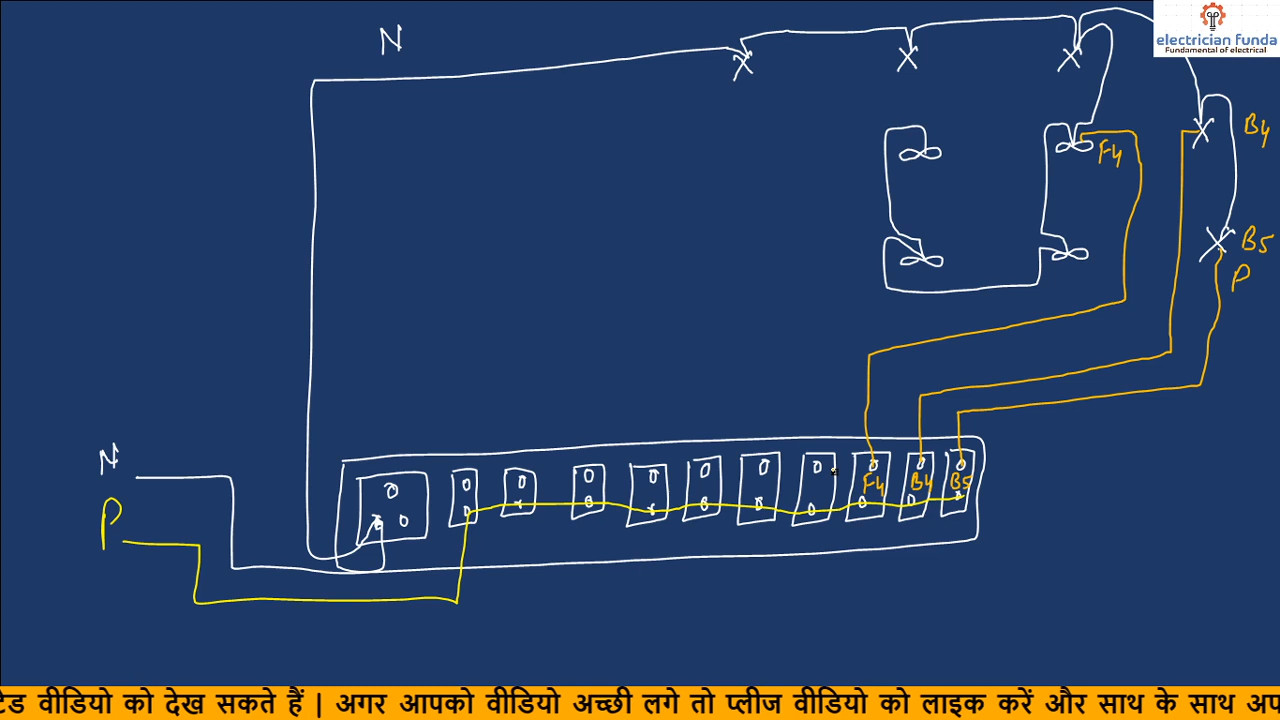 N
electrician funda
Fundamental of electrical
B4
F4
B5
P
N
P
F4 B4 B5
टेड वीडियो को देख सकते हैं | अगर आपको वीडियो अच्छी लगे तो प्लीज वीडियो को लाइक करें और साथ के साथ अप